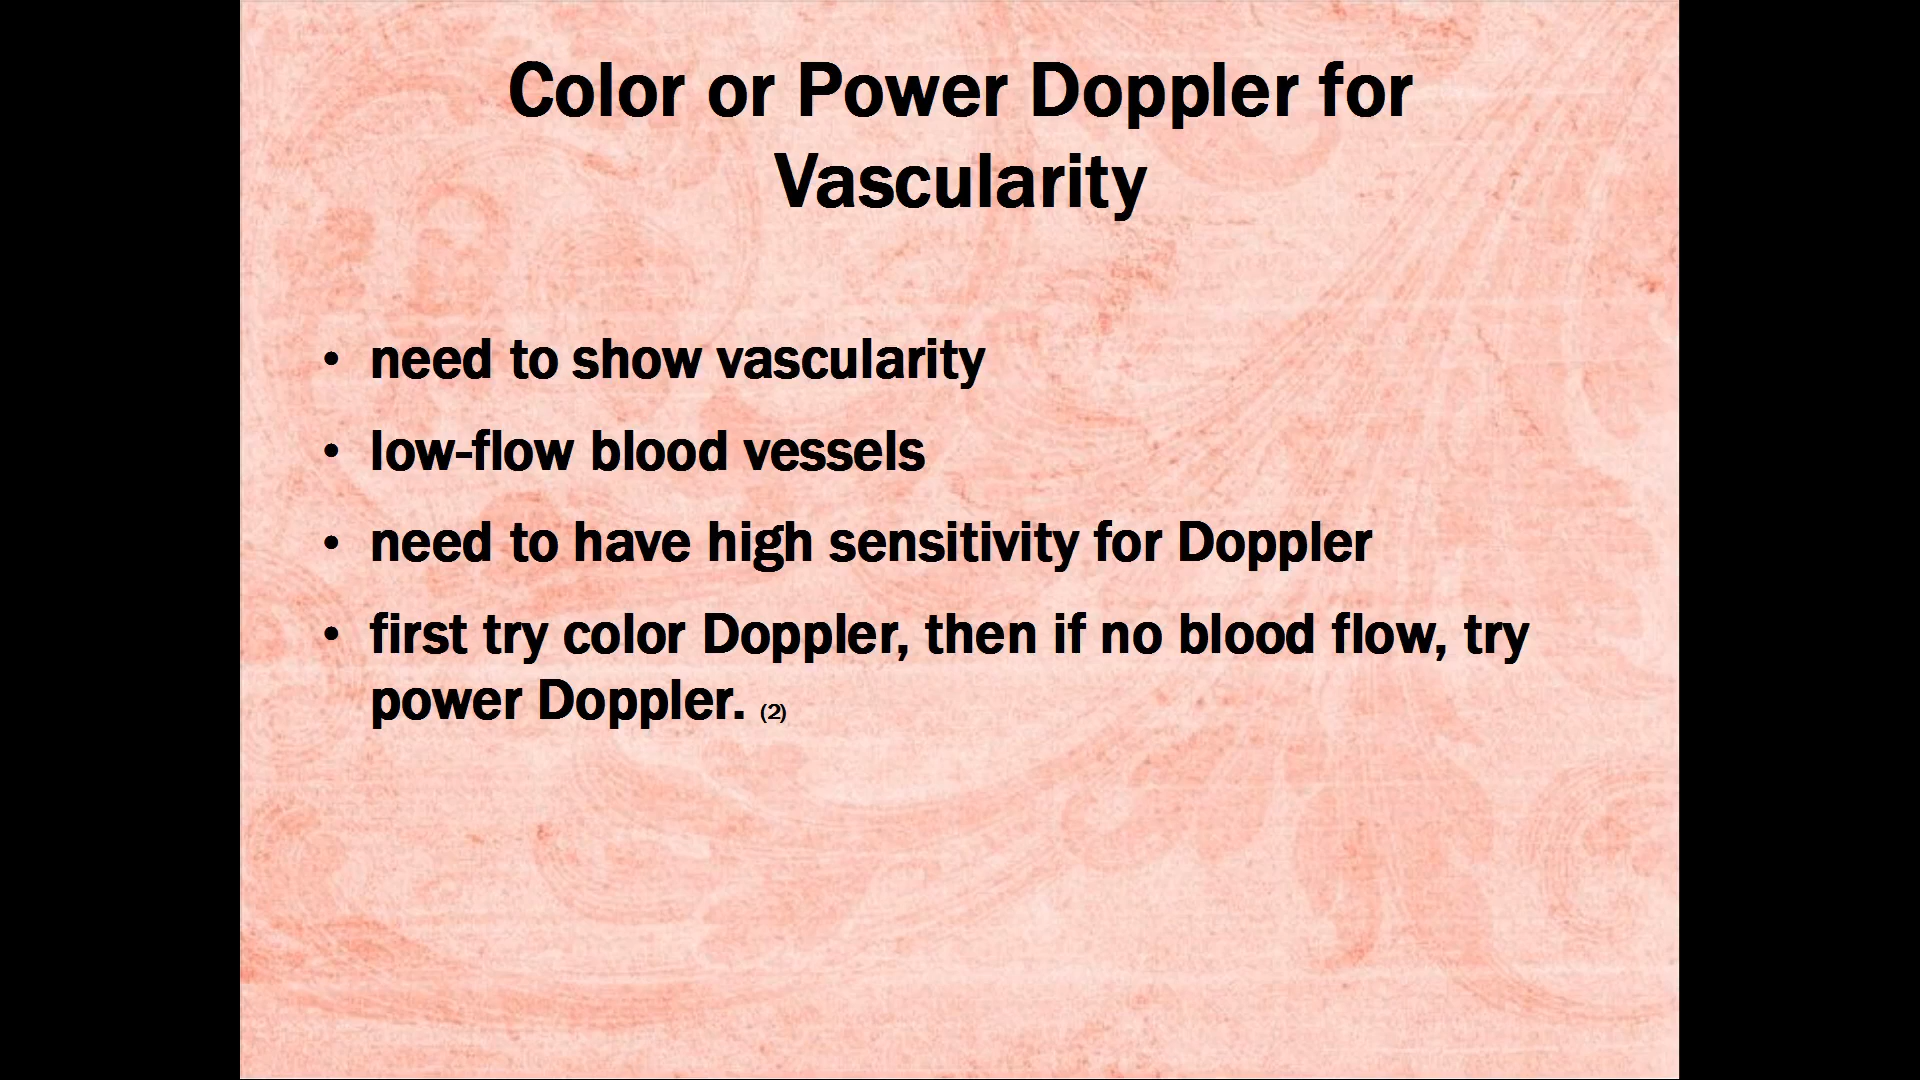 Color or Power Doppler for
Vascularity
• need to show vascularity
• low-flow blood vessels
• need to have high sensitivity for Doppler
• first try color Doppler, then if no blood flow, try
power Doppler. (2)